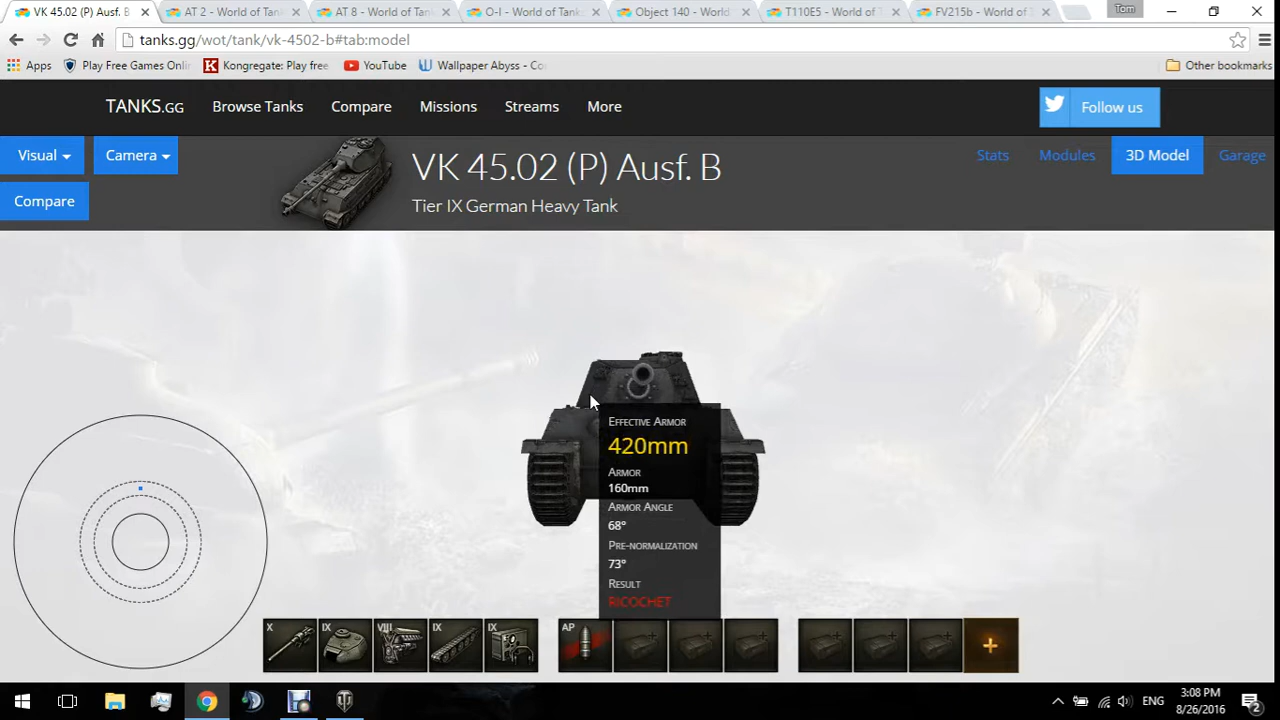 VK 45.02 (P) Ausf. B
AT 2 - World of Tan
AT 8 - World of Tank
O-I - World of Tank
Object 140 - World
T110E5 - World of T
FV215b - World of
Tom
tanks.gg/wot/tank/vk-4502-b#tab:model
Apps
Play Free Games Onli
Kongregate: Play free
YouTube
Wallpaper Abyss - Co
Other bookmarks
TANKS.GG
Browse Tanks
Compare
Missions
Streams
More
Follow us
Visual
Camera
Compare
VK 45.02 (P) Ausf. B
Tier IX German Heavy Tank
Stats
Modules
3D Model
Garage
Effective Armor
420mm
Armor
160mm
Armor Angle
68°
Pre-normalization
73°
Result
Ricochet
X
IX
VIII
IX
IX
AP
ENG
3:08 PM
8/26/2016
2